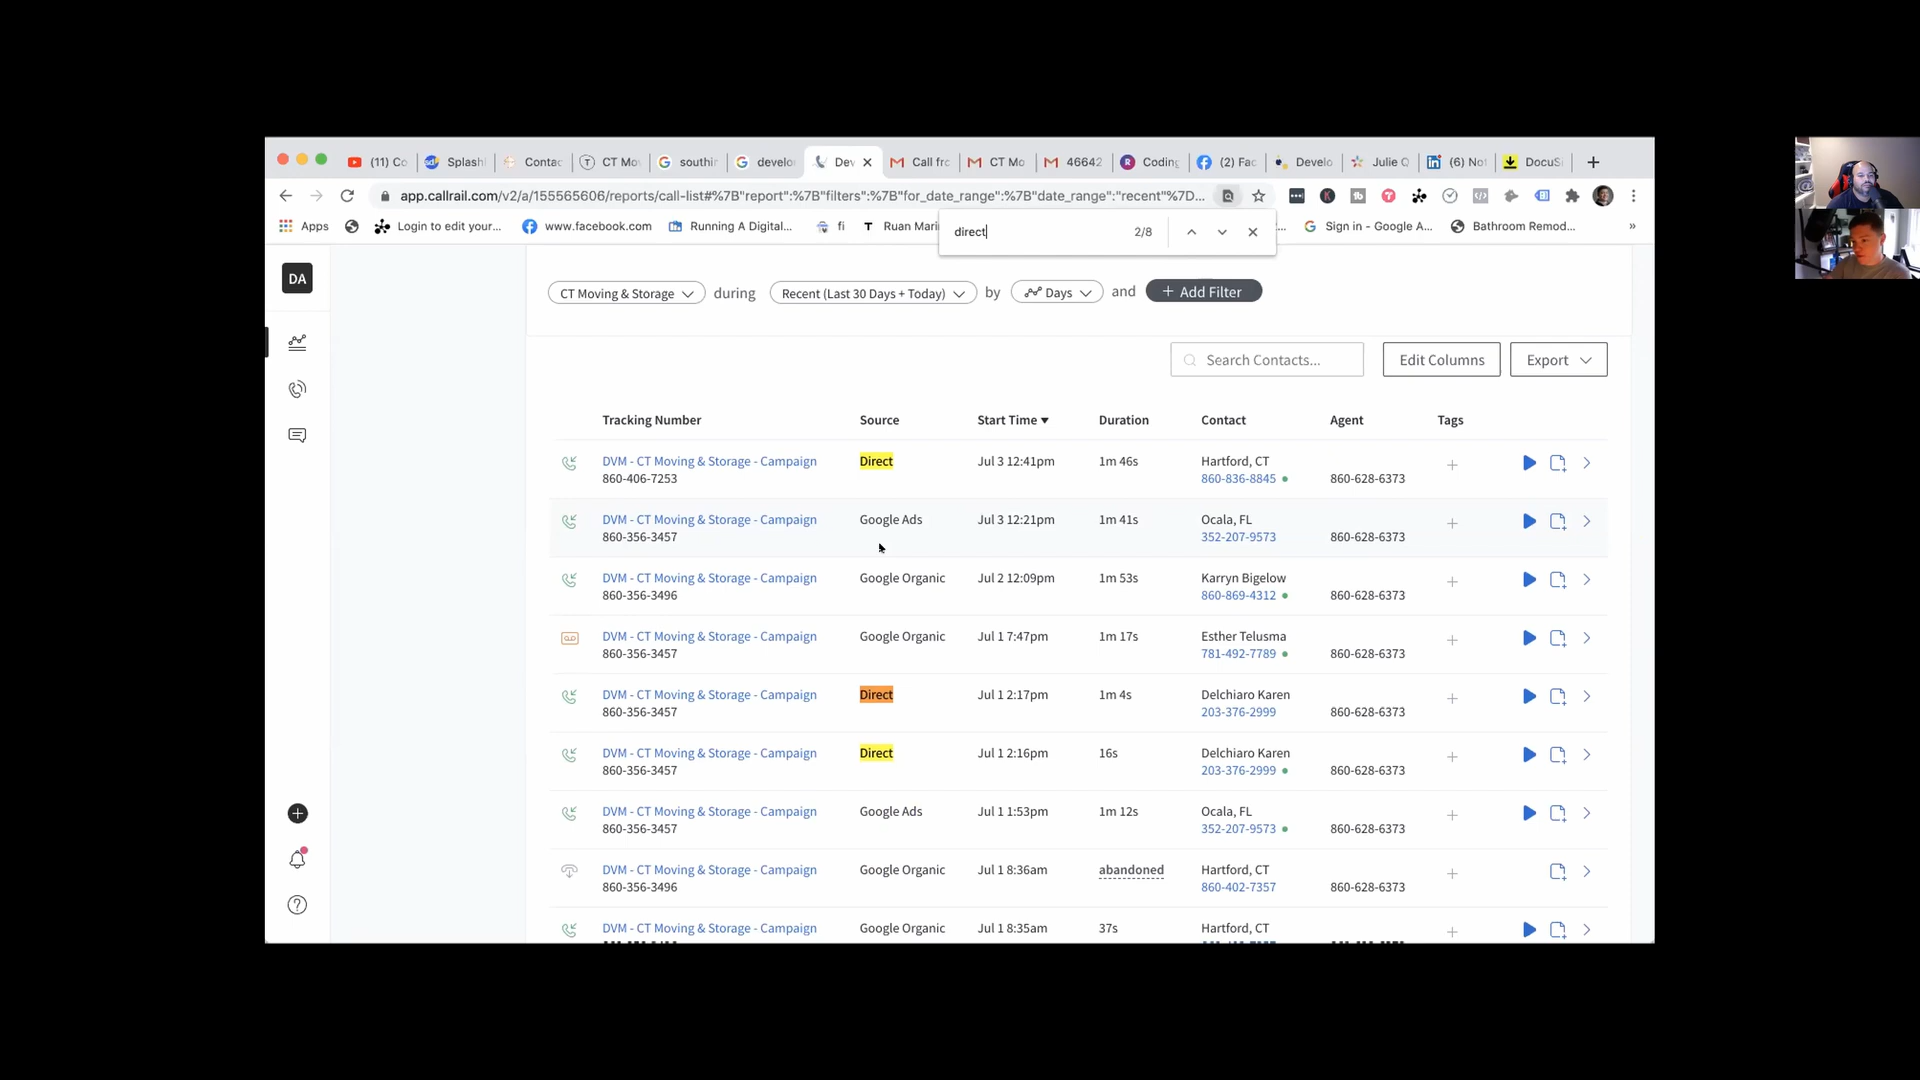 (11) Co
Splash
Contac
CT Mo
southin
develo
Dev
Call fro
CT Mo
46642
Coding
(2) Fac
Develo
Julie Q
(6) Not
DocuSi
app.callrail.com/v2/a/155565606/reports/call-list#%7B"report":%7B"filters":%7B"for_date_range":%7B"date_range":"recent"%7D...
Apps
Login to edit your...
www.facebook.com
Running A Digital...
fi
Ruan Mari
Sign in - Google A...
Bathroom Remod...
»
direct
2/8
DA
CT Moving & Storage during Recent (Last 30 Days + Today) by Days and + Add Filter
Search Contacts... Edit Columns Export
Tracking Number Source Start Time Duration Contact Agent Tags
DVM - CT Moving & Storage - Campaign Direct Jul 3 12:41pm 1m 46s Hartford, CT
860-406-7253 860-836-8845 860-628-6373
DVM - CT Moving & Storage - Campaign Google Ads Jul 3 12:21pm 1m 41s Ocala, FL
860-356-3457 352-207-9573 860-628-6373
DVM - CT Moving & Storage - Campaign Google Organic Jul 2 12:09pm 1m 53s Karryn Bigelow
860-356-3496 860-869-4312 860-628-6373
DVM - CT Moving & Storage - Campaign Google Organic Jul 1 7:47pm 1m 17s Esther Telusma
860-356-3457 781-492-7789 860-628-6373
DVM - CT Moving & Storage - Campaign Direct Jul 1 2:17pm 1m 4s Delchiaro Karen
860-356-3457 203-376-2999 860-628-6373
DVM - CT Moving & Storage - Campaign Direct Jul 1 2:16pm 16s Delchiaro Karen
860-356-3457 203-376-2999 860-628-6373
DVM - CT Moving & Storage - Campaign Google Ads Jul 1 1:53pm 1m 12s Ocala, FL
860-356-3457 352-207-9573 860-628-6373
DVM - CT Moving & Storage - Campaign Google Organic Jul 1 8:36am abandoned Hartford, CT
860-356-3496 860-402-7357 860-628-6373
DVM - CT Moving & Storage - Campaign Google Organic Jul 1 8:35am 37s Hartford, CT